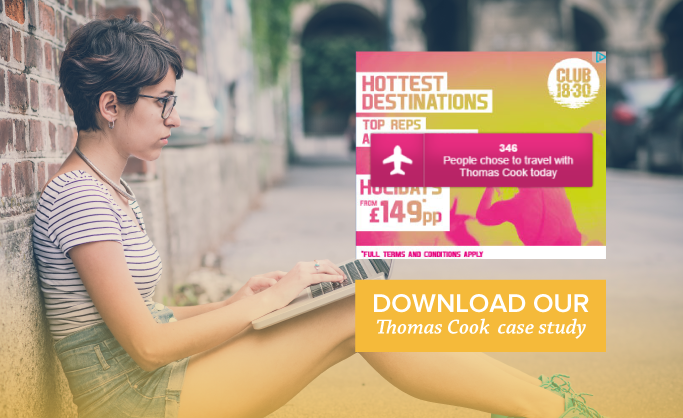 HOTTEST
DESTINATIONS
CLUB
18-30
TOP REPS
346
People chose to travel with
Thomas Cook today
HOLIDAYS
FROM
£149*pp
*FULL TERMS AND CONDITIONS APPLY
DOWNLOAD OUR
Thomas Cook case study